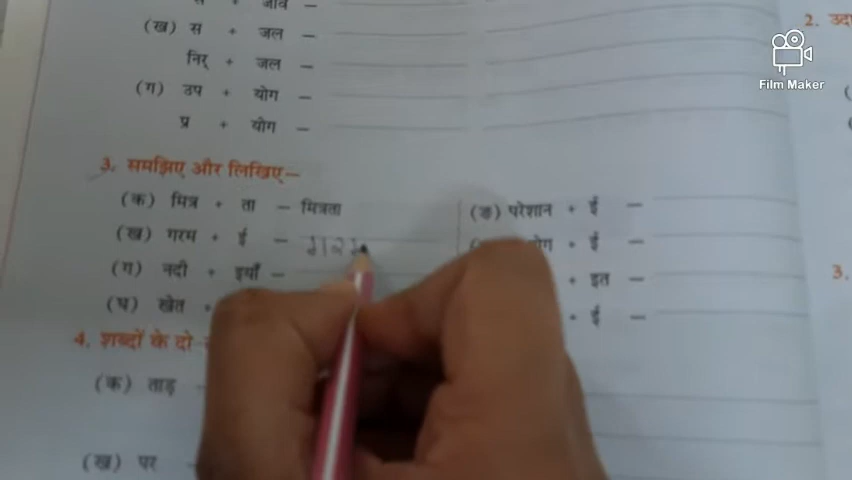 स + जीव –
(ख) स + जल –
निर् + जल –
(ग) उप + योग –
प्र + योग –
3. समझिए और लिखिए–
(क) मित्र + ता – मित्रता
(ख) गरम + ई – गरम
(ग) नदी + इयाँ –
(घ) खेत +
(ङ) परेशान + ई –
+ ई –
+ इत –
+ ई –
4. शब्दों के दो
(क) ताड़ –
(ख) पर –
2.
3.
Film Maker